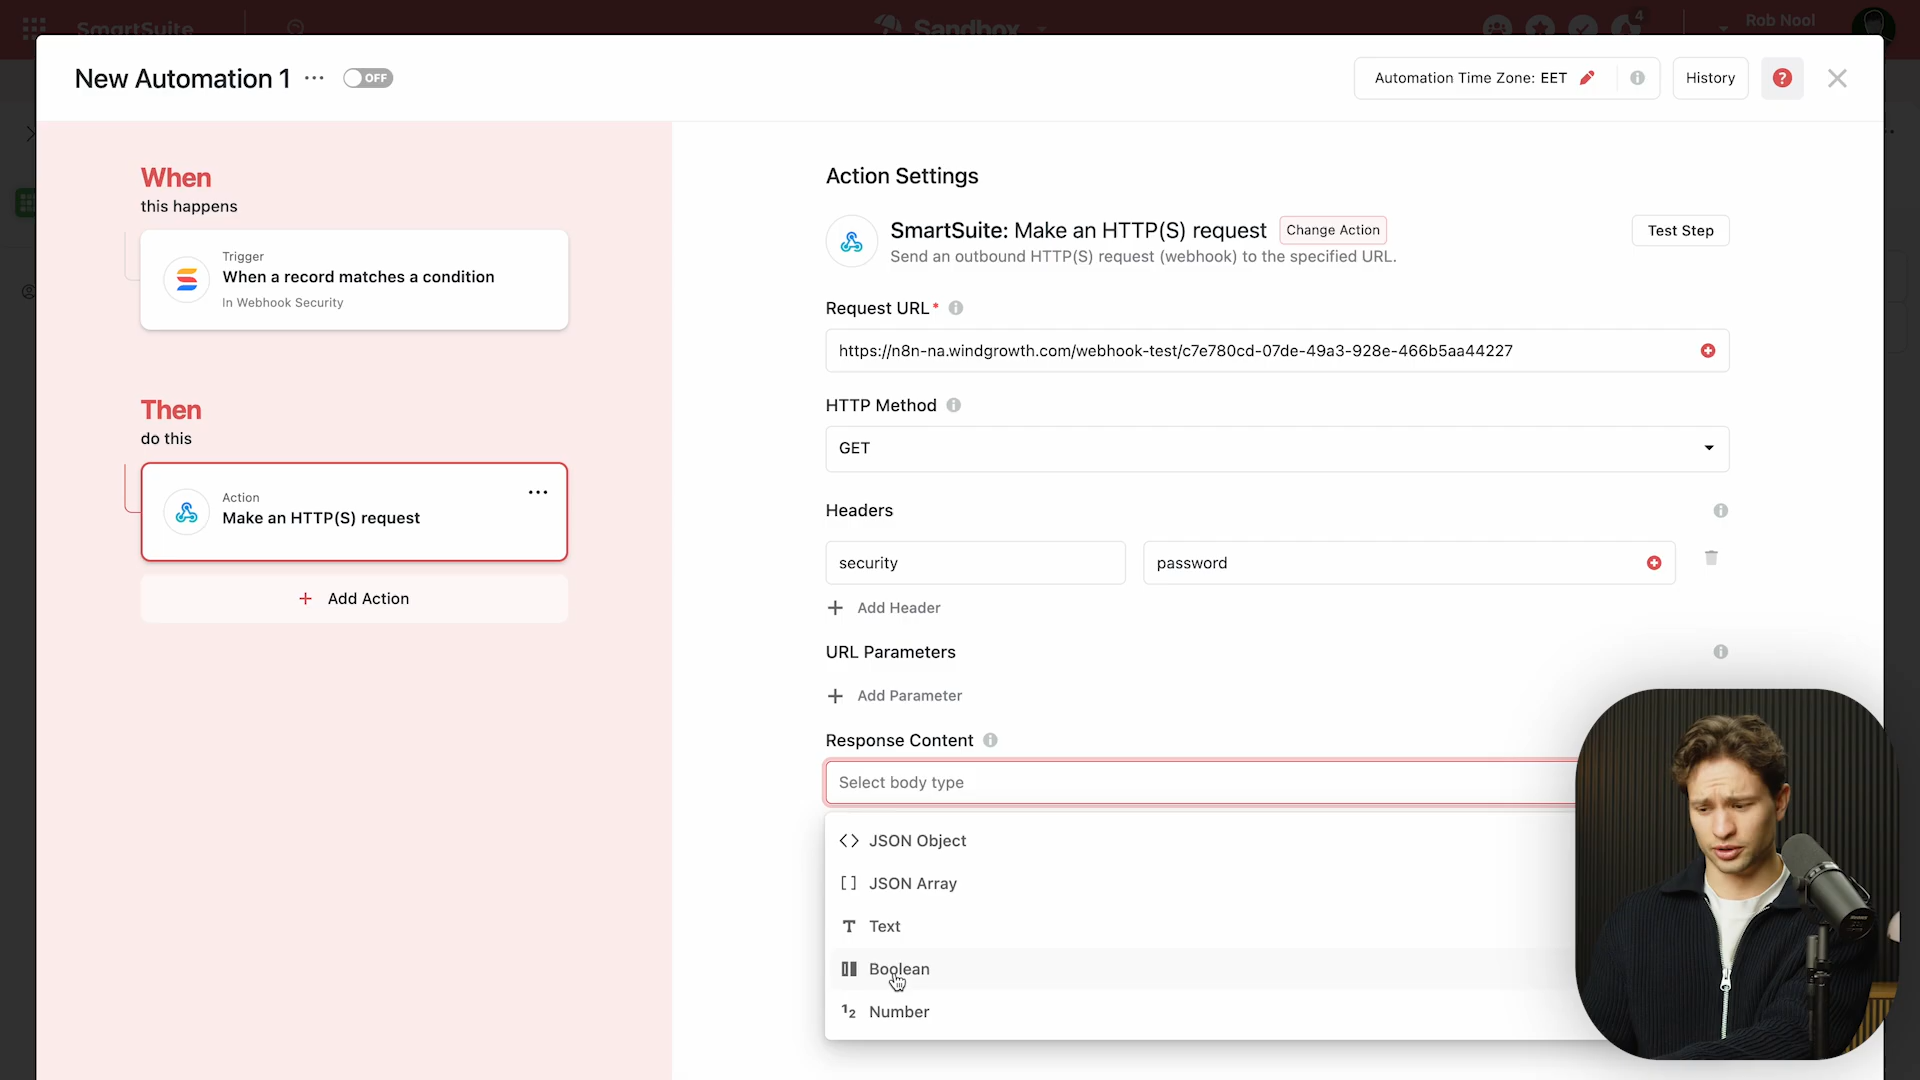 SmartSuite
Sandbox
4
Rob Nool
New Automation 1
OFF
Automation Time Zone: EET
History
?
When
this happens
Trigger
When a record matches a condition
In Webhook Security
Then
do this
Action
Make an HTTP(S) request
Add Action
Action Settings
SmartSuite: Make an HTTP(S) request
Change Action
Send an outbound HTTP(S) request (webhook) to the specified URL.
Test Step
Request URL*
https://n8n-na.windgrowth.com/webhook-test/c7e780cd-07de-49a3-928e-466b5aa44227
HTTP Method
GET
Headers
security
password
Add Header
URL Parameters
Add Parameter
Response Content
Select body type
JSON Object
JSON Array
Text
Boolean
Number